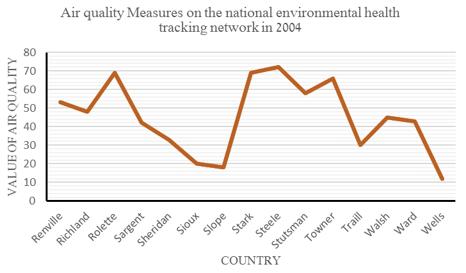 Air quality Measures on the national environmental health
tracking network in 2004
VALUE OF AIR QUALITY
80
70
60
50
40
30
20
10
0
Renville
Richland
Rolette
Sargent
Sheridan
Sioux
Slope
Stark
Steele
Stutsman
Towner
Traill
Walsh
Ward
Wells
COUNTRY